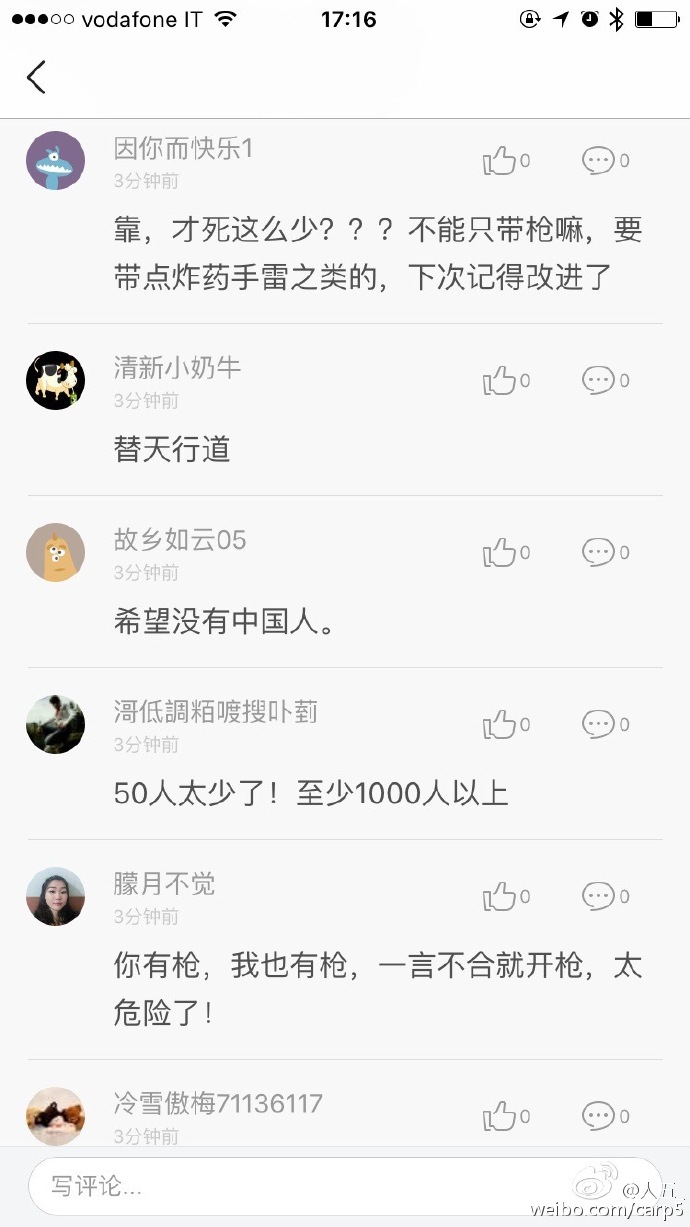 vodafone IT 17:16
因你而快乐1
3分钟前
0 0
靠，才死这么少？？？不能只带枪嘛，要
带点炸药手雷之类的，下次记得改进了
清新小奶牛
3分钟前
0 0
替天行道
故乡如云05
3分钟前
0 0
希望没有中国人。
低調粨喥搜卟
3分钟前
0 0
50人太少了！至少1000人以上
朦月不觉
3分钟前
0 0
你有枪，我也有枪，一言不合就开枪，太
危险了！
冷雪傲梅71136117
3分钟前
0 0
写评论...
weibo.com/carp5